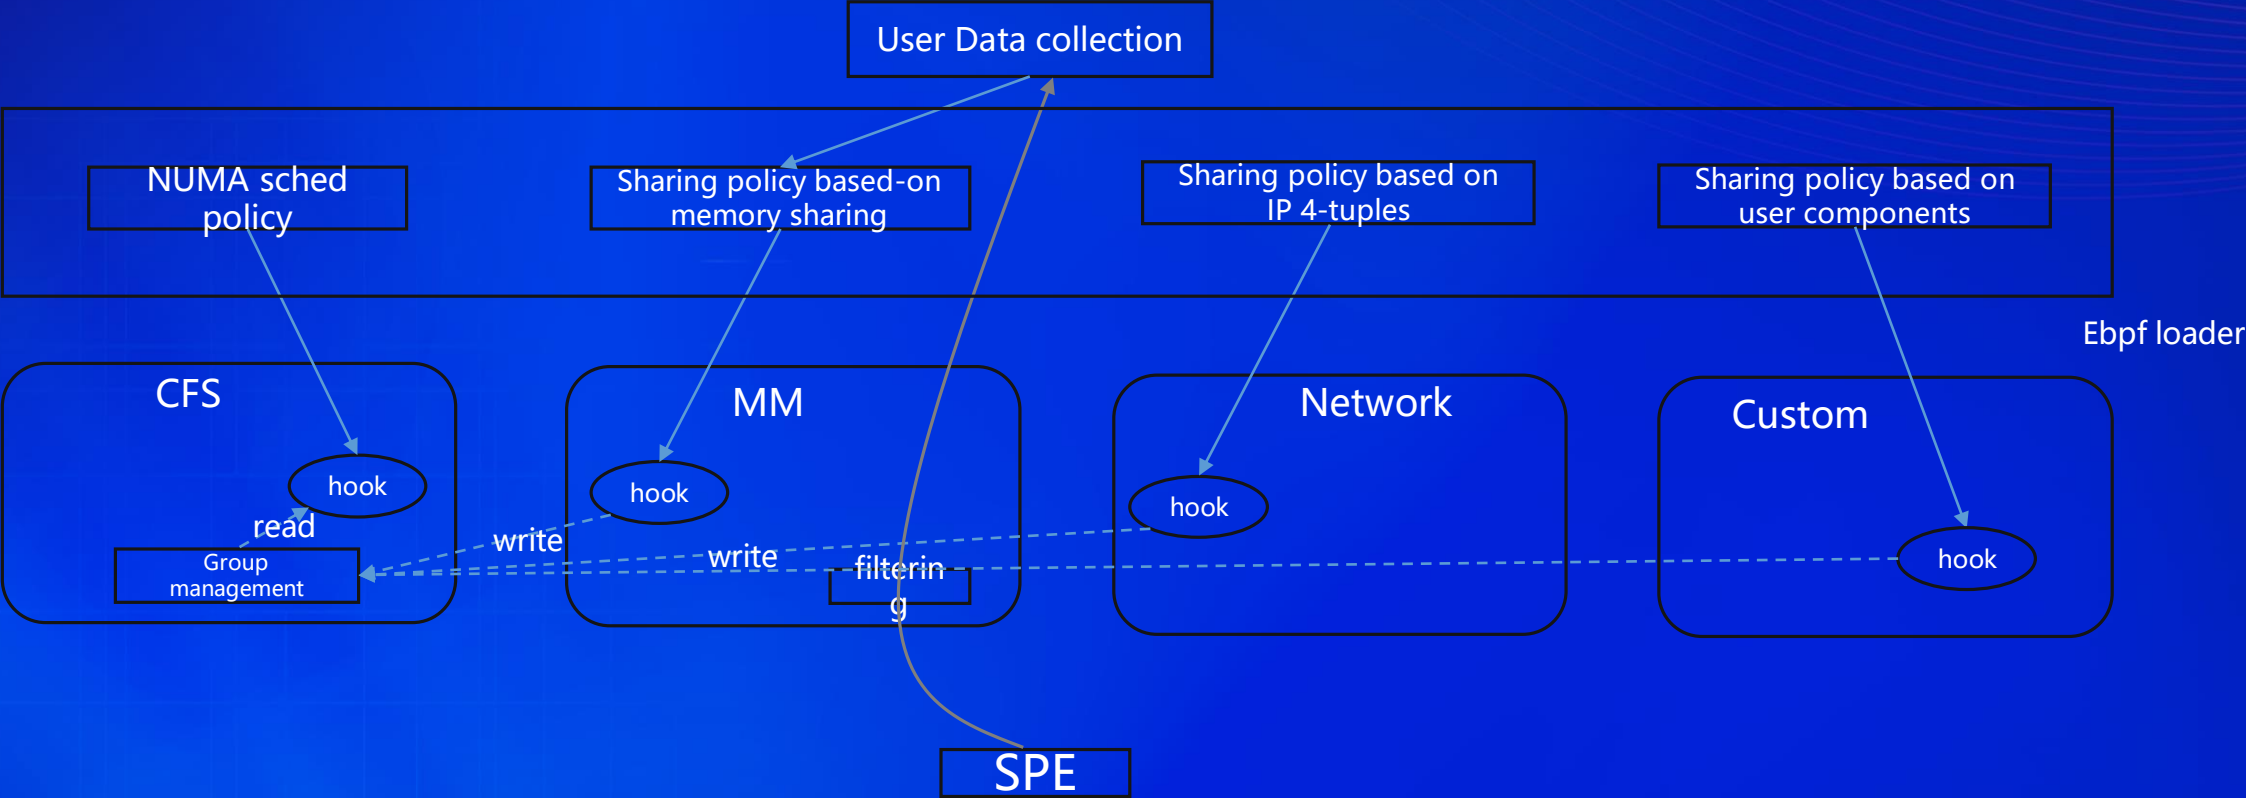 User Data collection
NUMA sched
policy
Sharing policy based-on
memory sharing
Sharing policy based on
IP 4-tuples
Sharing policy based on
user components
Ebpf loader
CFS
MM
Network
Custom
hook
hook
hook
hook
read
write
write
Group
management
filterin
g
SPE